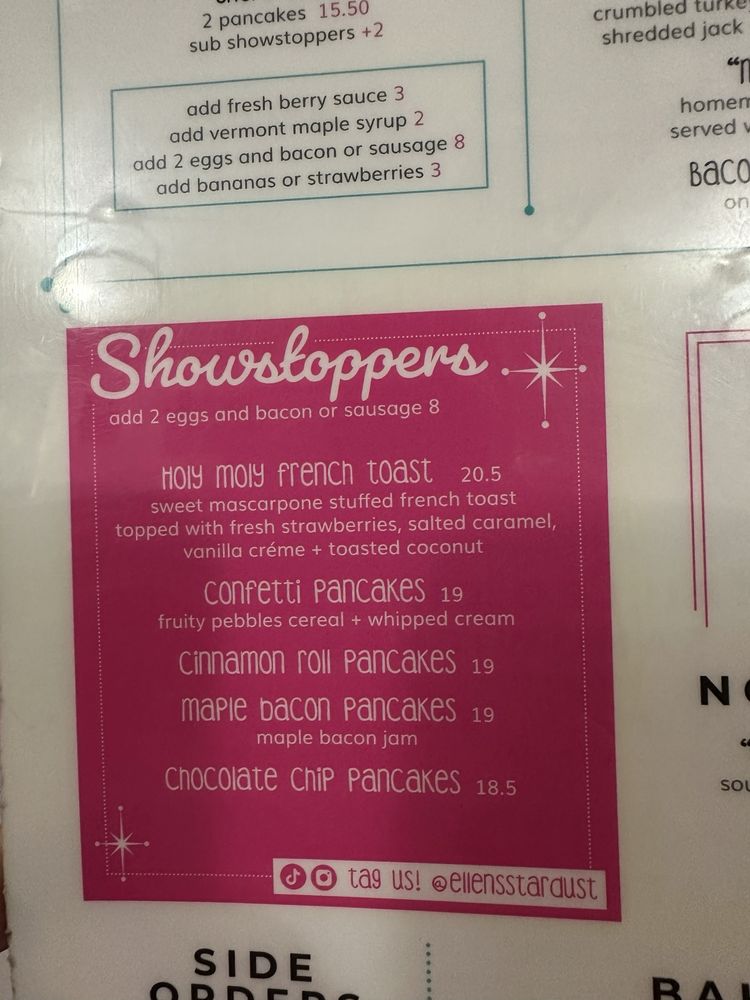 2 pancakes 15.50
sub showstoppers +2
add fresh berry sauce 3
add vermont maple syrup 2
add 2 eggs and bacon or sausage 8
add bananas or strawberries 3
crumbled turkey
shredded jack
homem
served w
Baco
on
Showstoppers
add 2 eggs and bacon or sausage 8
Holy Moly French Toast 20.5
sweet mascarpone stuffed french toast
topped with fresh strawberries, salted caramel,
vanilla créme + toasted coconut
Confetti Pancakes 19
fruity pebbles cereal + whipped cream
Cinnamon Roll Pancakes 19
Maple Bacon Pancakes 19
maple bacon jam
Chocolate Chip Pancakes 18.5
tag us! @ellensstardust
NO
sou
SIDE
ORDERS
BA